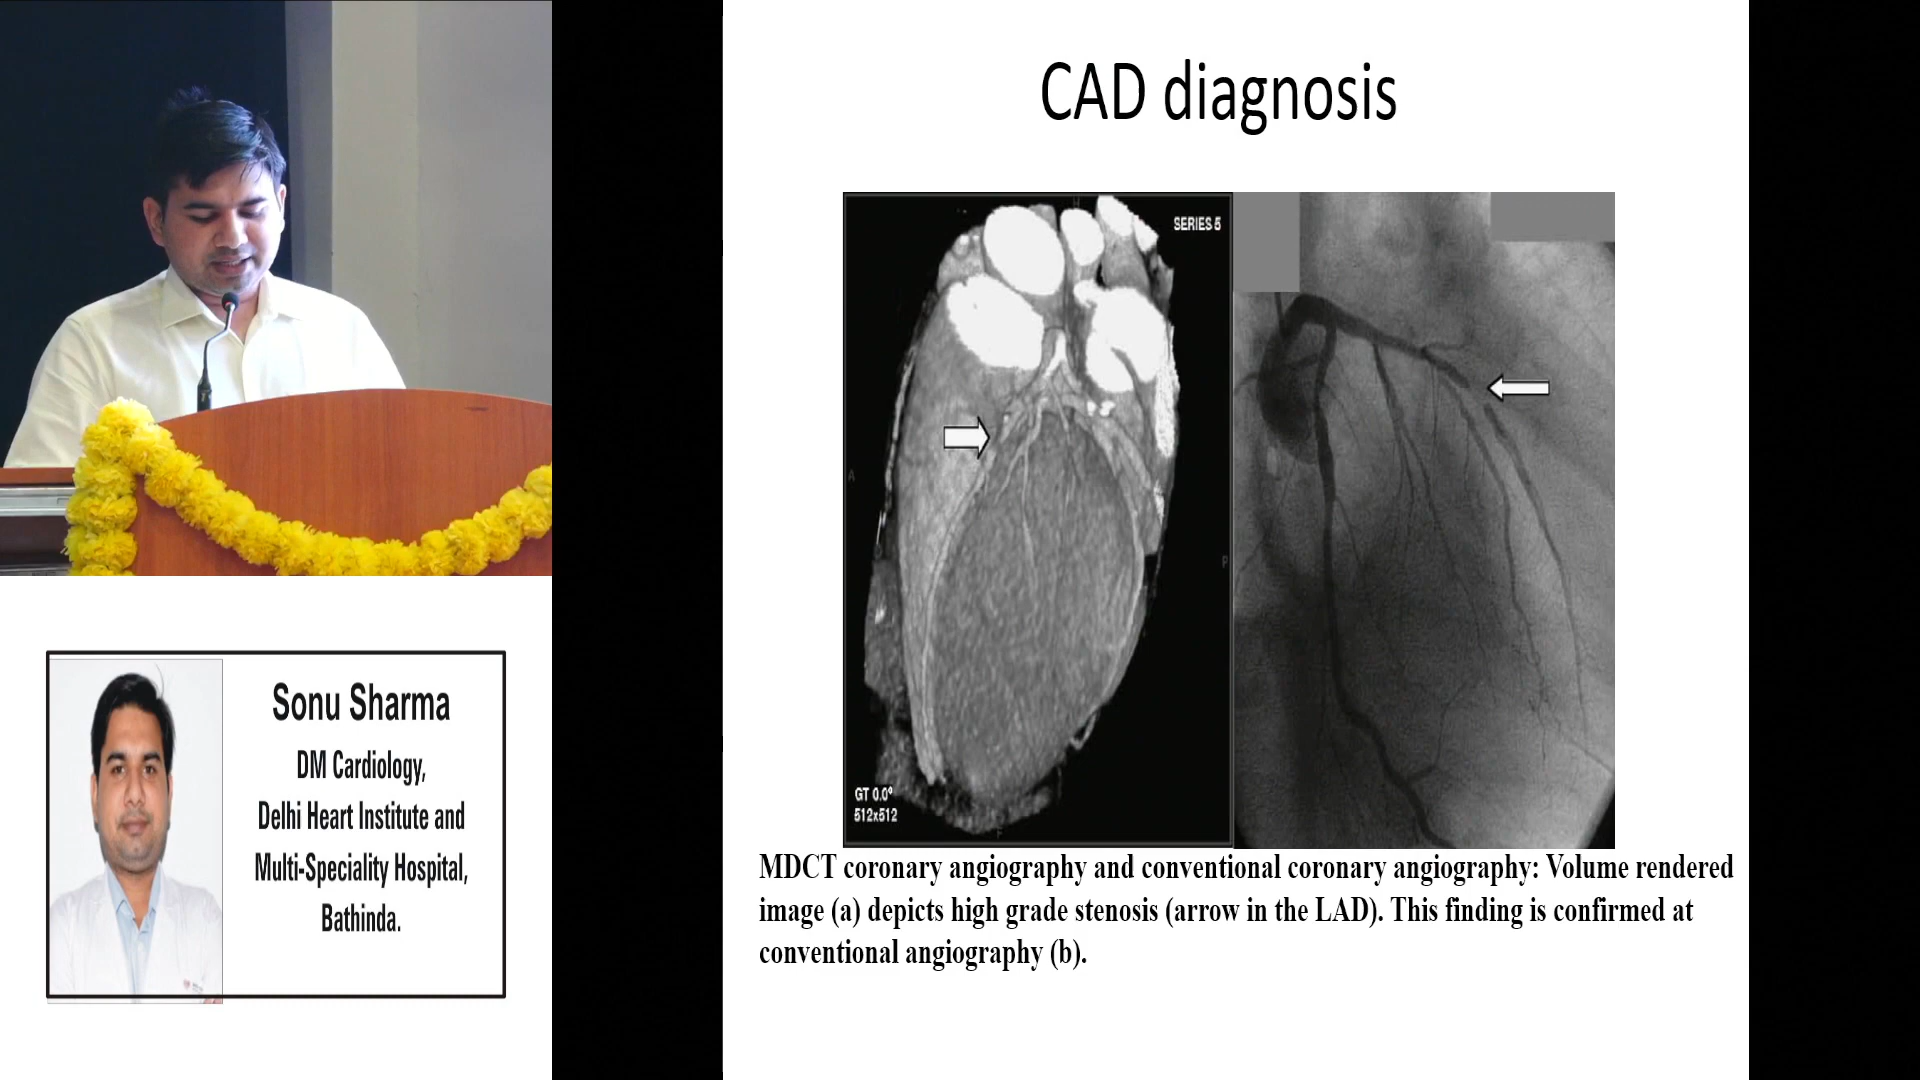 CAD diagnosis
SERIES 5
H
A
P
GT 0.0°
512x512
F
MDCT coronary angiography and conventional coronary angiography: Volume rendered
image (a) depicts high grade stenosis (arrow in the LAD). This finding is confirmed at
conventional angiography (b).
Sonu Sharma
DM Cardiology,
Delhi Heart Institute and
Multi-Speciality Hospital,
Bathinda.